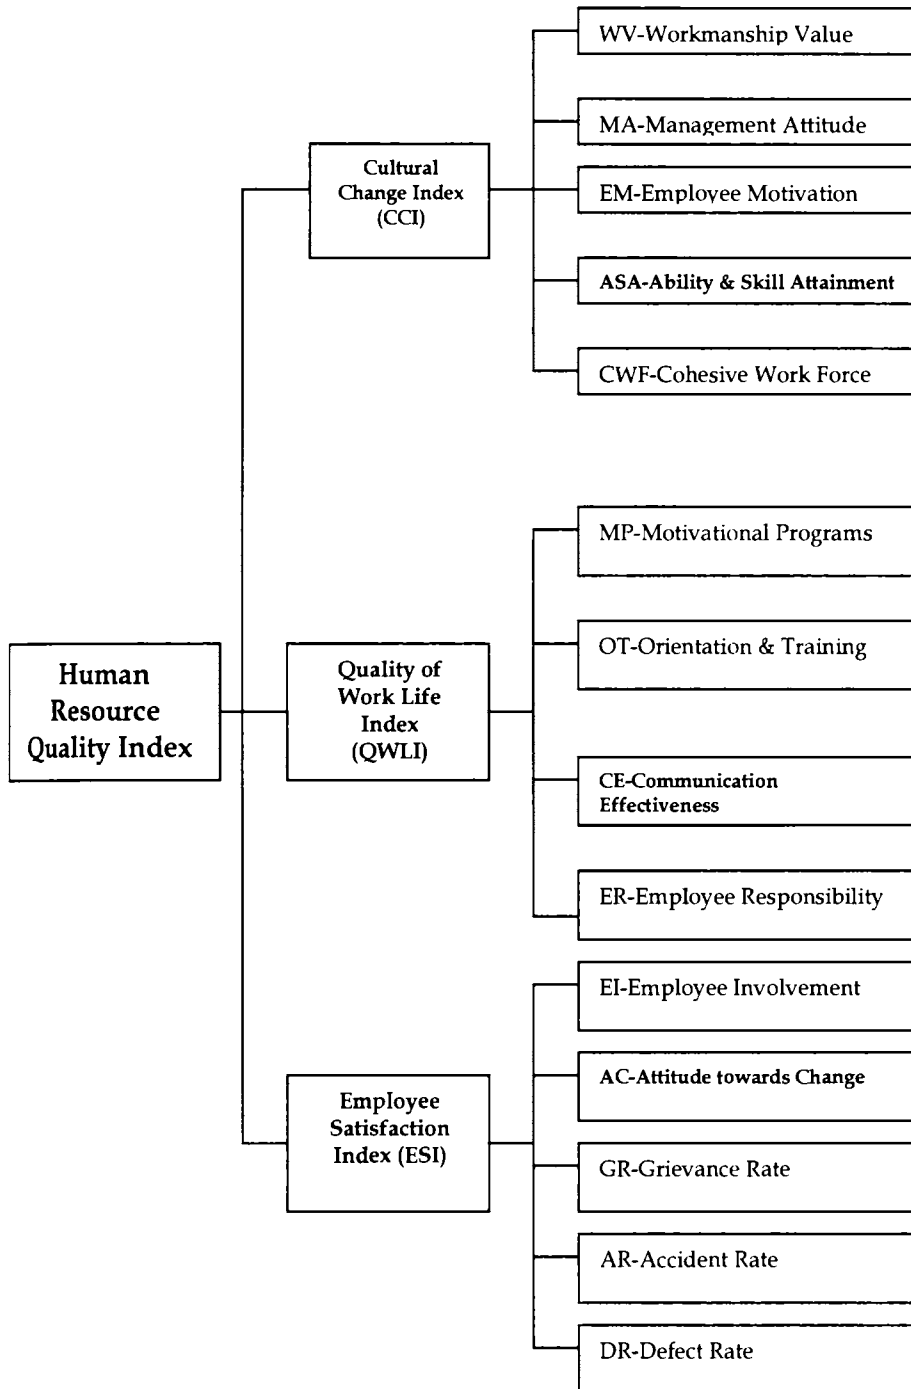 WV-Workmanship Value
MA-Management Attitude
Cultural
Change Index
(CCI)
EM-Employee Motivation
ASA-Ability & Skill Attainment
CWF-Cohesive Work Force
MP-Motivational Programs
OT-Orientation & Training
Human
Resource
Quality Index
Quality of
Work Life
Index
(QWLI)
CE-Communication
Effectiveness
ER-Employee Responsibility
EI-Employee Involvement
AC-Attitude towards Change
Employee
Satisfaction
Index (ESI)
GR-Grievance Rate
AR-Accident Rate
DR-Defect Rate